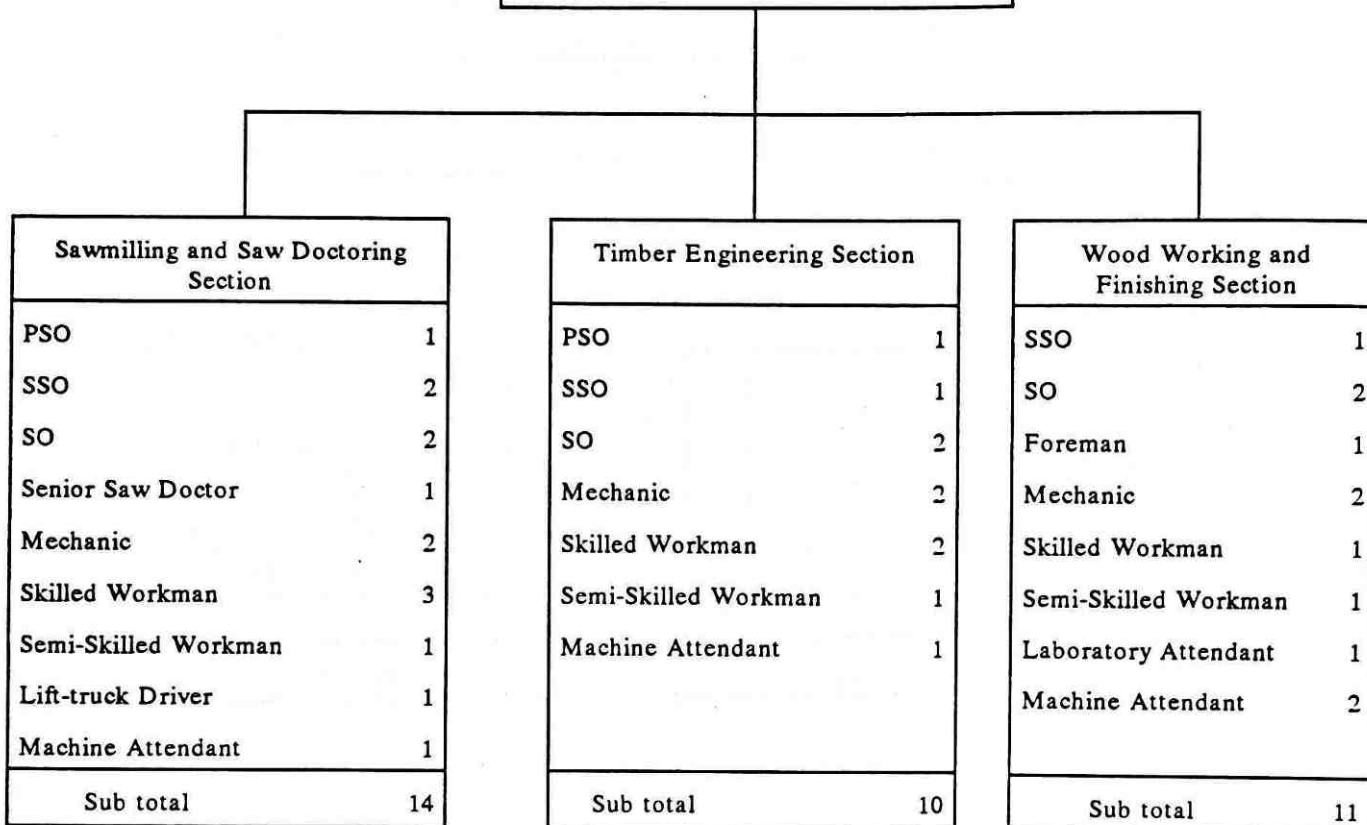 Sawmilling and Saw Doctoring
Section
PSO 1
SSO 2
SO 2
Senior Saw Doctor 1
Mechanic 2
Skilled Workman 3
Semi-Skilled Workman 1
Lift-truck Driver 1
Machine Attendant 1
Sub total 14
Timber Engineering Section
PSO 1
SSO 1
SO 2
Mechanic 2
Skilled Workman 2
Semi-Skilled Workman 1
Machine Attendant 1
Sub total 10
Wood Working and
Finishing Section
SSO 1
SO 2
Foreman 1
Mechanic 2
Skilled Workman 1
Semi-Skilled Workman 1
Laboratory Attendant 1
Machine Attendant 2
Sub total 11